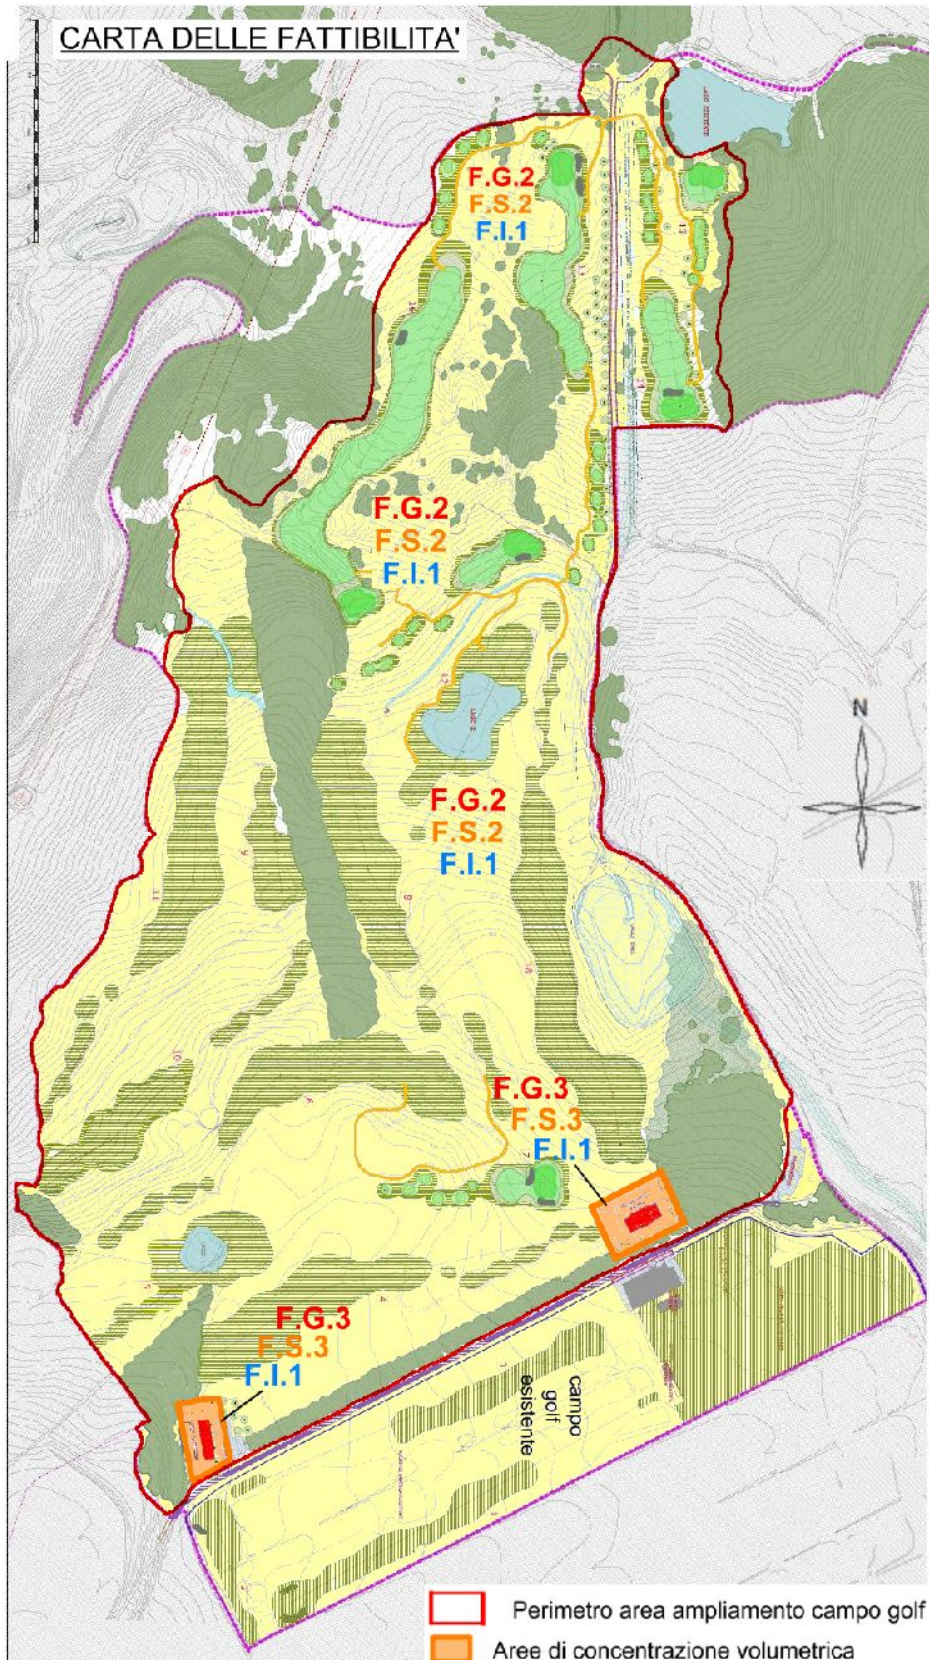 CARTA DELLE FATTIBILITA'
F.G.2
F.S.2
F.I.1
F.G.2
F.S.2
F.I.1
N
F.G.2
F.S.2
F.I.1
F.G.3
F.S.3
F.I.1
F.G.3
F.S.3
F.I.1
campo
golf
esistente
Perimetro area ampliamento campo golf
Aree di concentrazione volumetrica